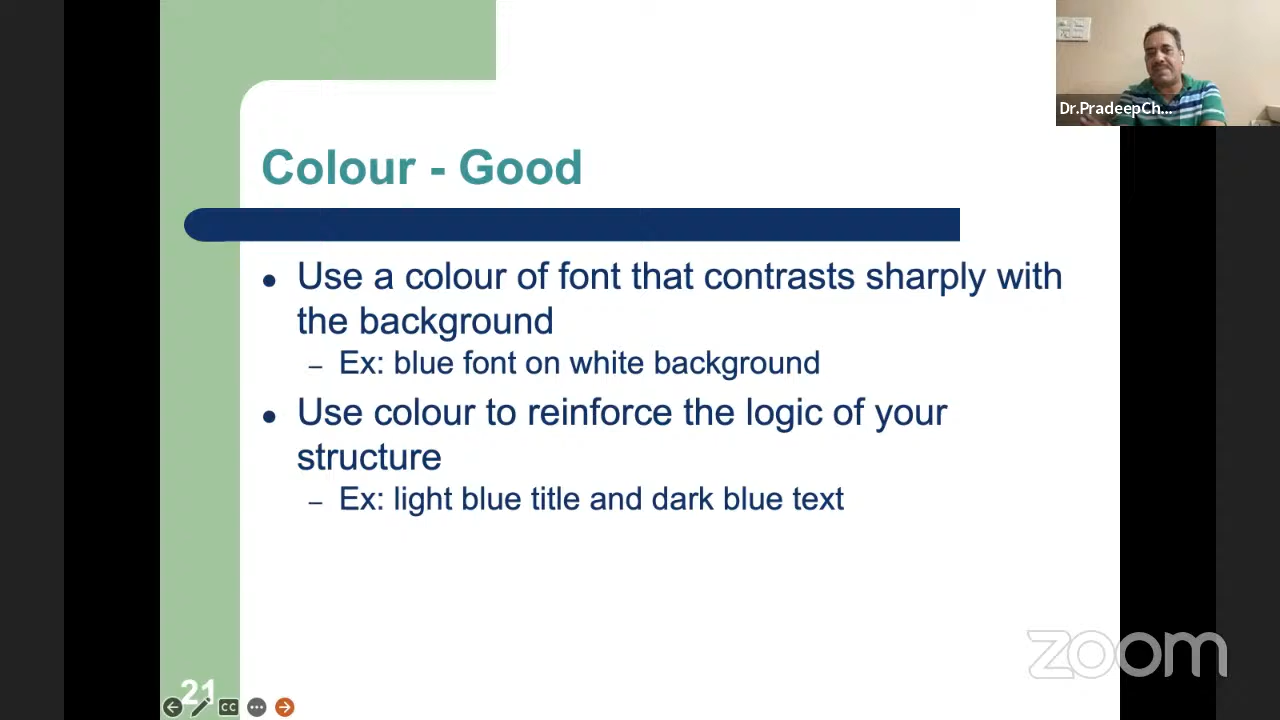 Dr.PradeepCh...
Colour - Good
Use a colour of font that contrasts sharply with
the background
– Ex: blue font on white background
Use colour to reinforce the logic of your
structure
– Ex: light blue title and dark blue text
zoom
21
CC